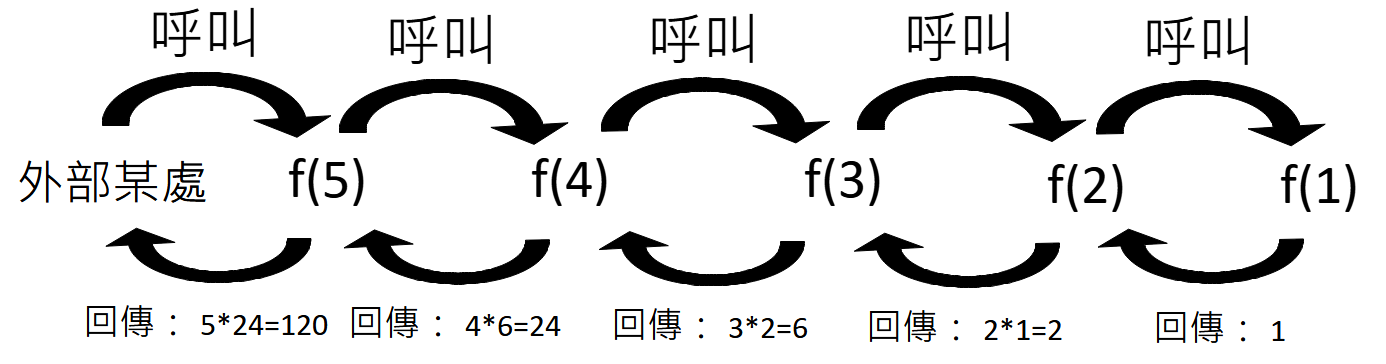 呼叫 呼叫 呼叫 呼叫 呼叫
外部某處 f(5) f(4) f(3) f(2) f(1)
回傳： 5*24=120 回傳： 4*6=24 回傳： 3*2=6 回傳： 2*1=2 回傳： 1